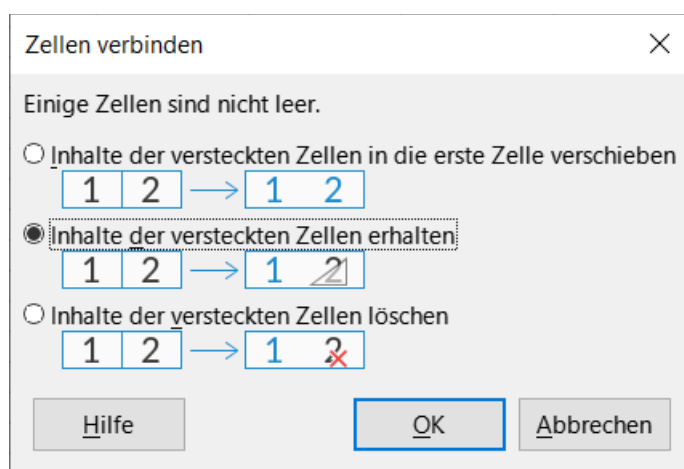 Zellen verbinden
Einige Zellen sind nicht leer.
Inhalte der versteckten Zellen in die erste Zelle verschieben
1 2 → 1 2
Inhalte der versteckten Zellen erhalten
1 2 → 1 2
Inhalte der versteckten Zellen löschen
1 2 → 1 2
Hilfe OK Abbrechen